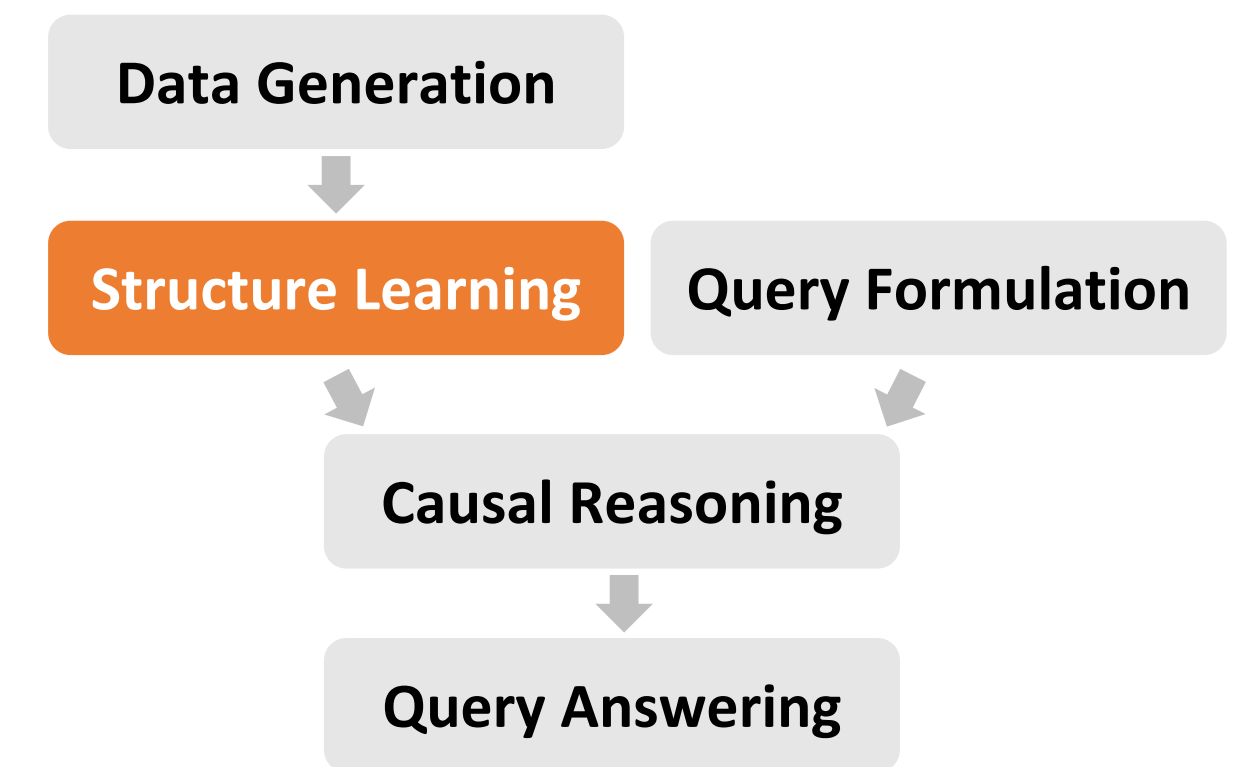 Data Generation
Structure Learning
Query Formulation
Causal Reasoning
Query Answering